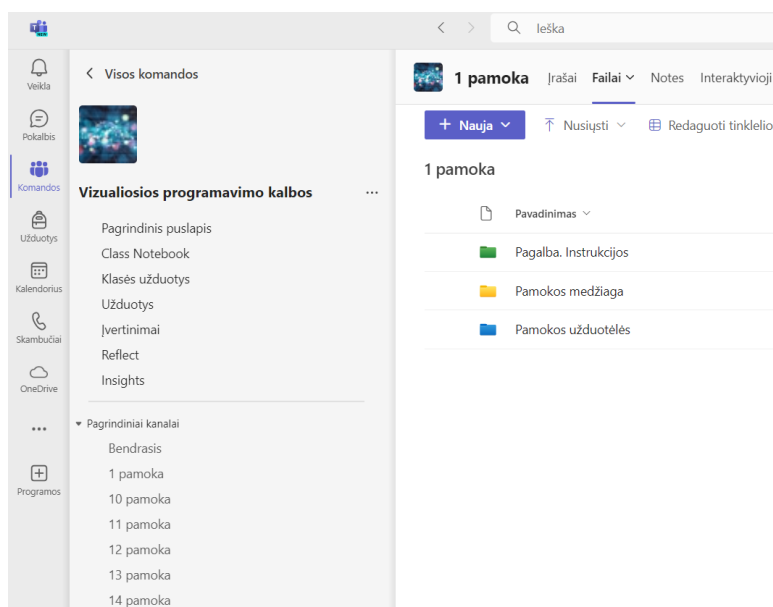 NEW
Ieška
Veikla
Pokalbis
Komandos
Užduotys
Kalendorius
Skambučiai
OneDrive
Programos
Visos komandos
Vizualiosios programavimo kalbos
Pagrindinis puslapis
Class Notebook
Klasės užduotys
Užduotys
Įvertinimai
Reflect
Insights
Pagrindiniai kanalai
Bendrasis
1 pamoka
10 pamoka
11 pamoka
12 pamoka
13 pamoka
14 pamoka
1 pamoka Įrašai Failai Notes Interaktyvioji
+ Nauja Nusiųsti Redaguoti tinklelio
1 pamoka
Pavadinimas
Pagalba. Instrukcijos
Pamokos medžiaga
Pamokos užduotėlės